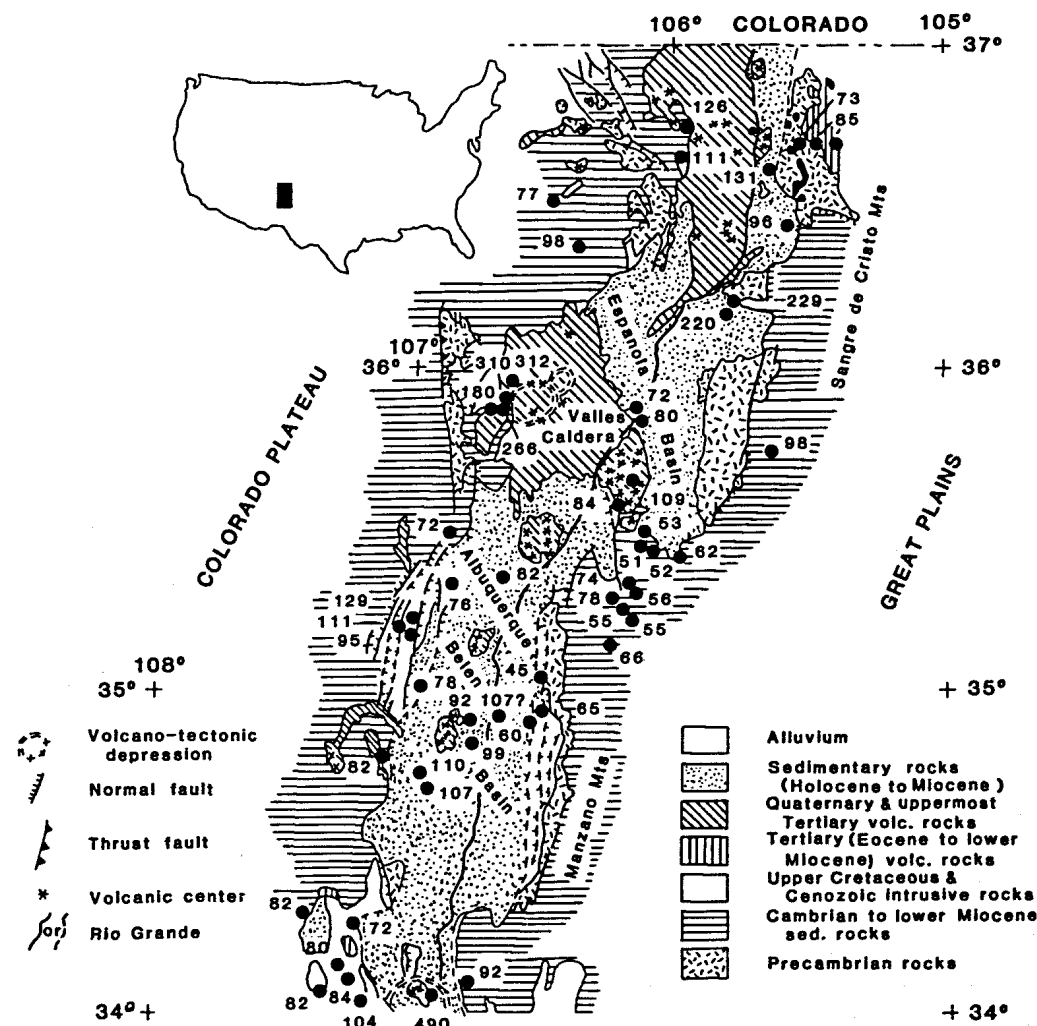 106° COLORADO 105°
+ 37°
73
126
85
111
131
77
96
98
229
220
Espanola
Sangre de Cristo Mts
107°
36° +
+ 36°
310 312
180
72
80
Valles
Caldera
266
Basin
98
COLORADO PLATEAU
GREAT PLAINS
109
84
53
72
51
52
62
Albuquerque
82
74
76
78
56
129
111
55
55
95
66
Belen
108°
35° +
+ 35°
45
78
92
107?
65
60
99
82
110
107
Basin
Manzano Mts
82
72
80
92
82
84
104
490
34° +
+ 34°
Volcano-tectonic
depression
Normal fault
Thrust fault
Volcanic center
or
Rio Grande
Alluvium
Sedimentary rocks
(Holocene to Miocene)
Quaternary & uppermost
Tertiary volc. rocks
Tertiary (Eocene to lower
Miocene) volc. rocks
Upper Cretaceous &
Cenozoic intrusive rocks
Cambrian to lower Miocene
sed. rocks
Precambrian rocks